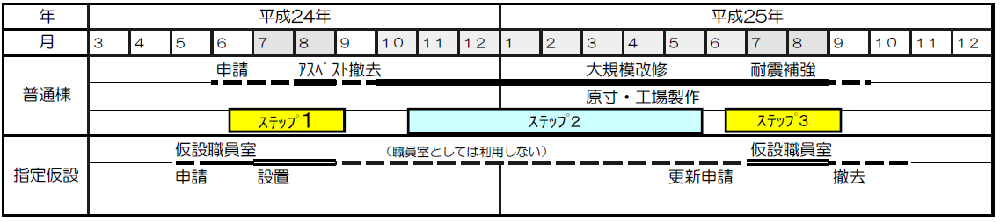 年 平成24年 平成25年
月 3 4 5 6 7 8 9 10 11 12 1 2 3 4 5 6 7 8 9 10 11 12
普通棟 申請 ｱｽﾍﾞｽﾄ撤去 大規模改修 耐震補強
原寸・工場製作
ｽﾃｯﾌﾟ1 ｽﾃｯﾌﾟ2 ｽﾃｯﾌﾟ3
指定仮設 仮設職員室 （職員室としては利用しない） 仮設職員室
申請 設置 更新申請 撤去